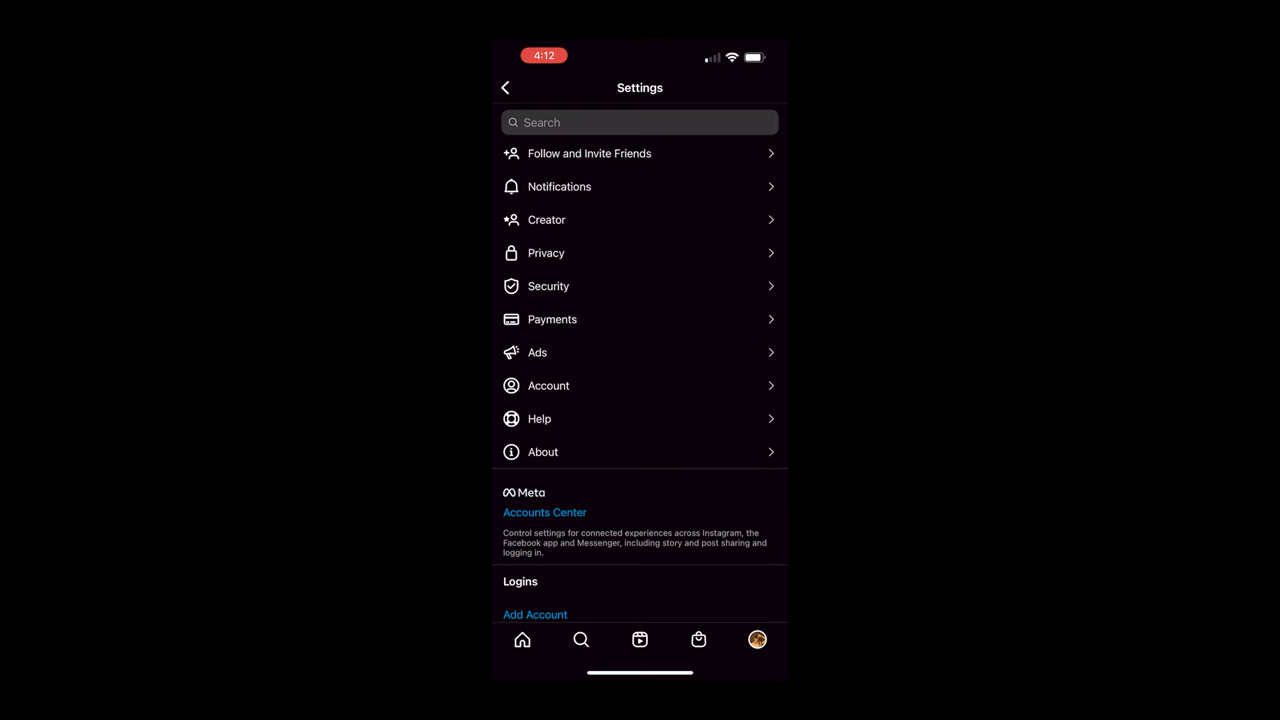 4:12
Settings
Search
Follow and Invite Friends
Notifications
Creator
Privacy
Security
Payments
Ads
Account
Help
About
Meta
Accounts Center
Control settings for connected experiences across Instagram, the
Facebook app and Messenger, including story and post sharing and
logging in.
Logins
Add Account